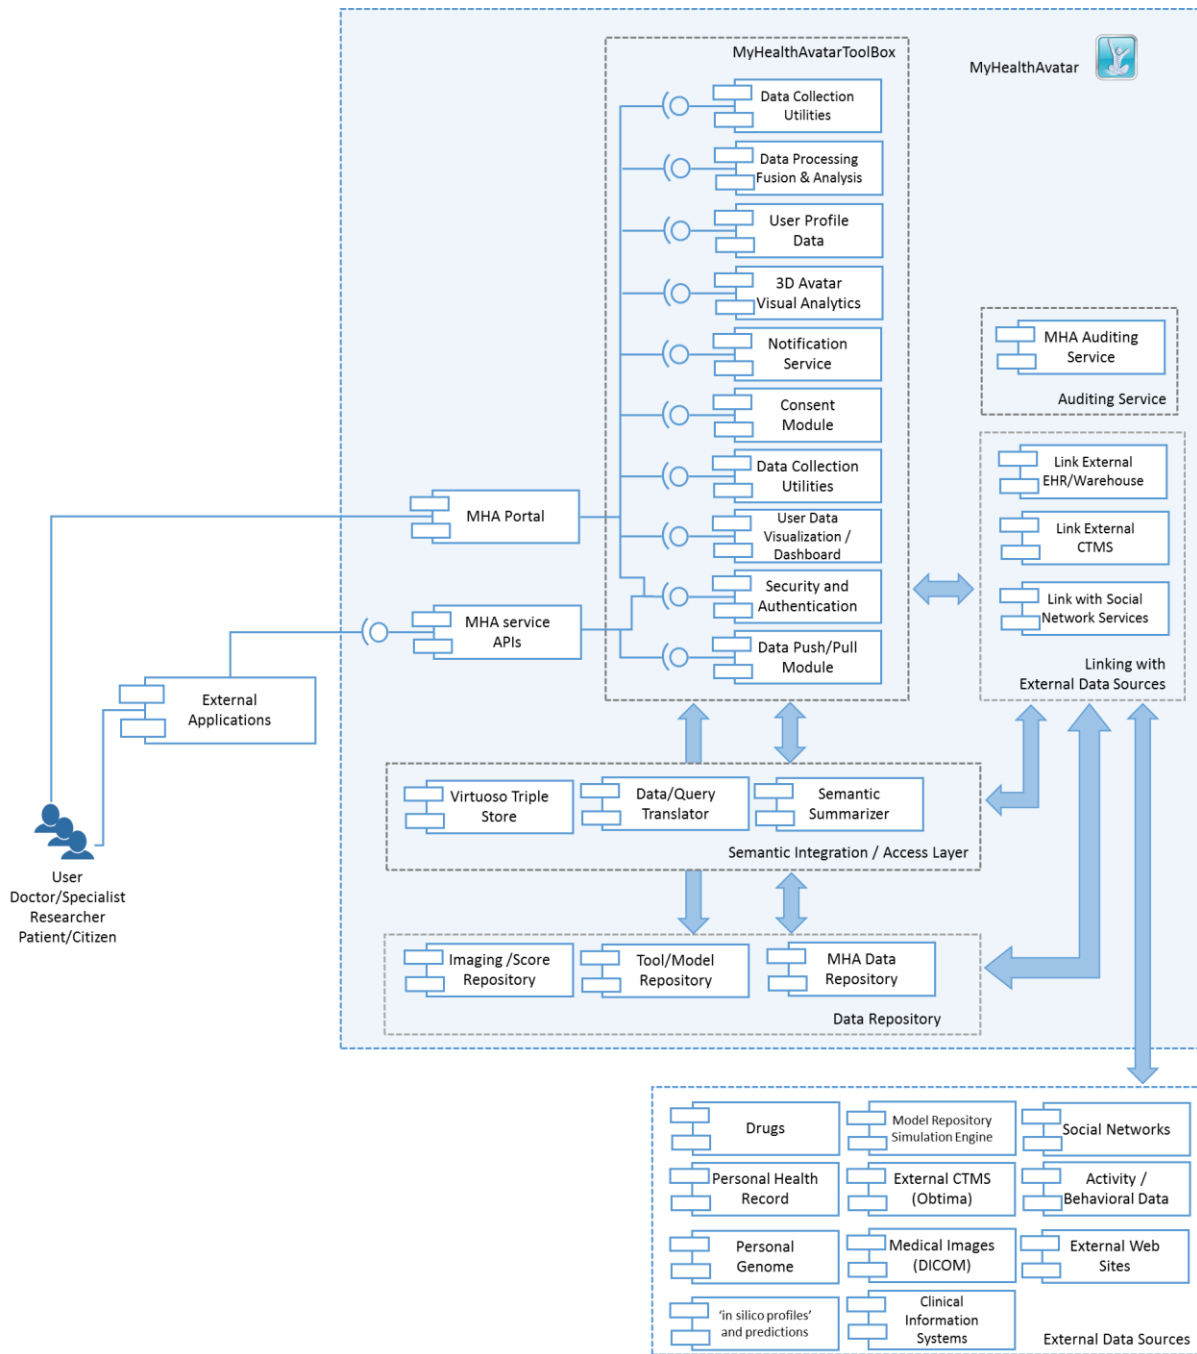 MyHealthAvatarToolBox
MyHealthAvatar
Data Collection
Utilities
Data Processing
Fusion & Analysis
User Profile
Data
3D Avatar
Visual Analytics
Notification
Service
Consent
Module
Data Collection
Utilities
User Data
Visualization /
Dashboard
Security and
Authentication
Data Push/Pull
Module
MHA Auditing
Service
Auditing Service
Link External
EHR/Warehouse
Link External
CTMS
Link with Social
Network Services
Linking with
External Data Sources
MHA Portal
MHA service
APIs
External
Applications
User
Doctor/Specialist
Researcher
Patient/Citizen
Virtuoso Triple
Store
Data/Query
Translator
Semantic
Summarizer
Semantic Integration / Access Layer
Imaging /Score
Repository
Tool/Model
Repository
MHA Data
Repository
Data Repository
Drugs
Model Repository
Simulation Engine
Social Networks
Personal Health
Record
External CTMS
(Obtima)
Activity /
Behavioral Data
Personal
Genome
Medical Images
(DICOM)
External Web
Sites
'in silico profiles'
and predictions
Clinical
Information
Systems
External Data Sources